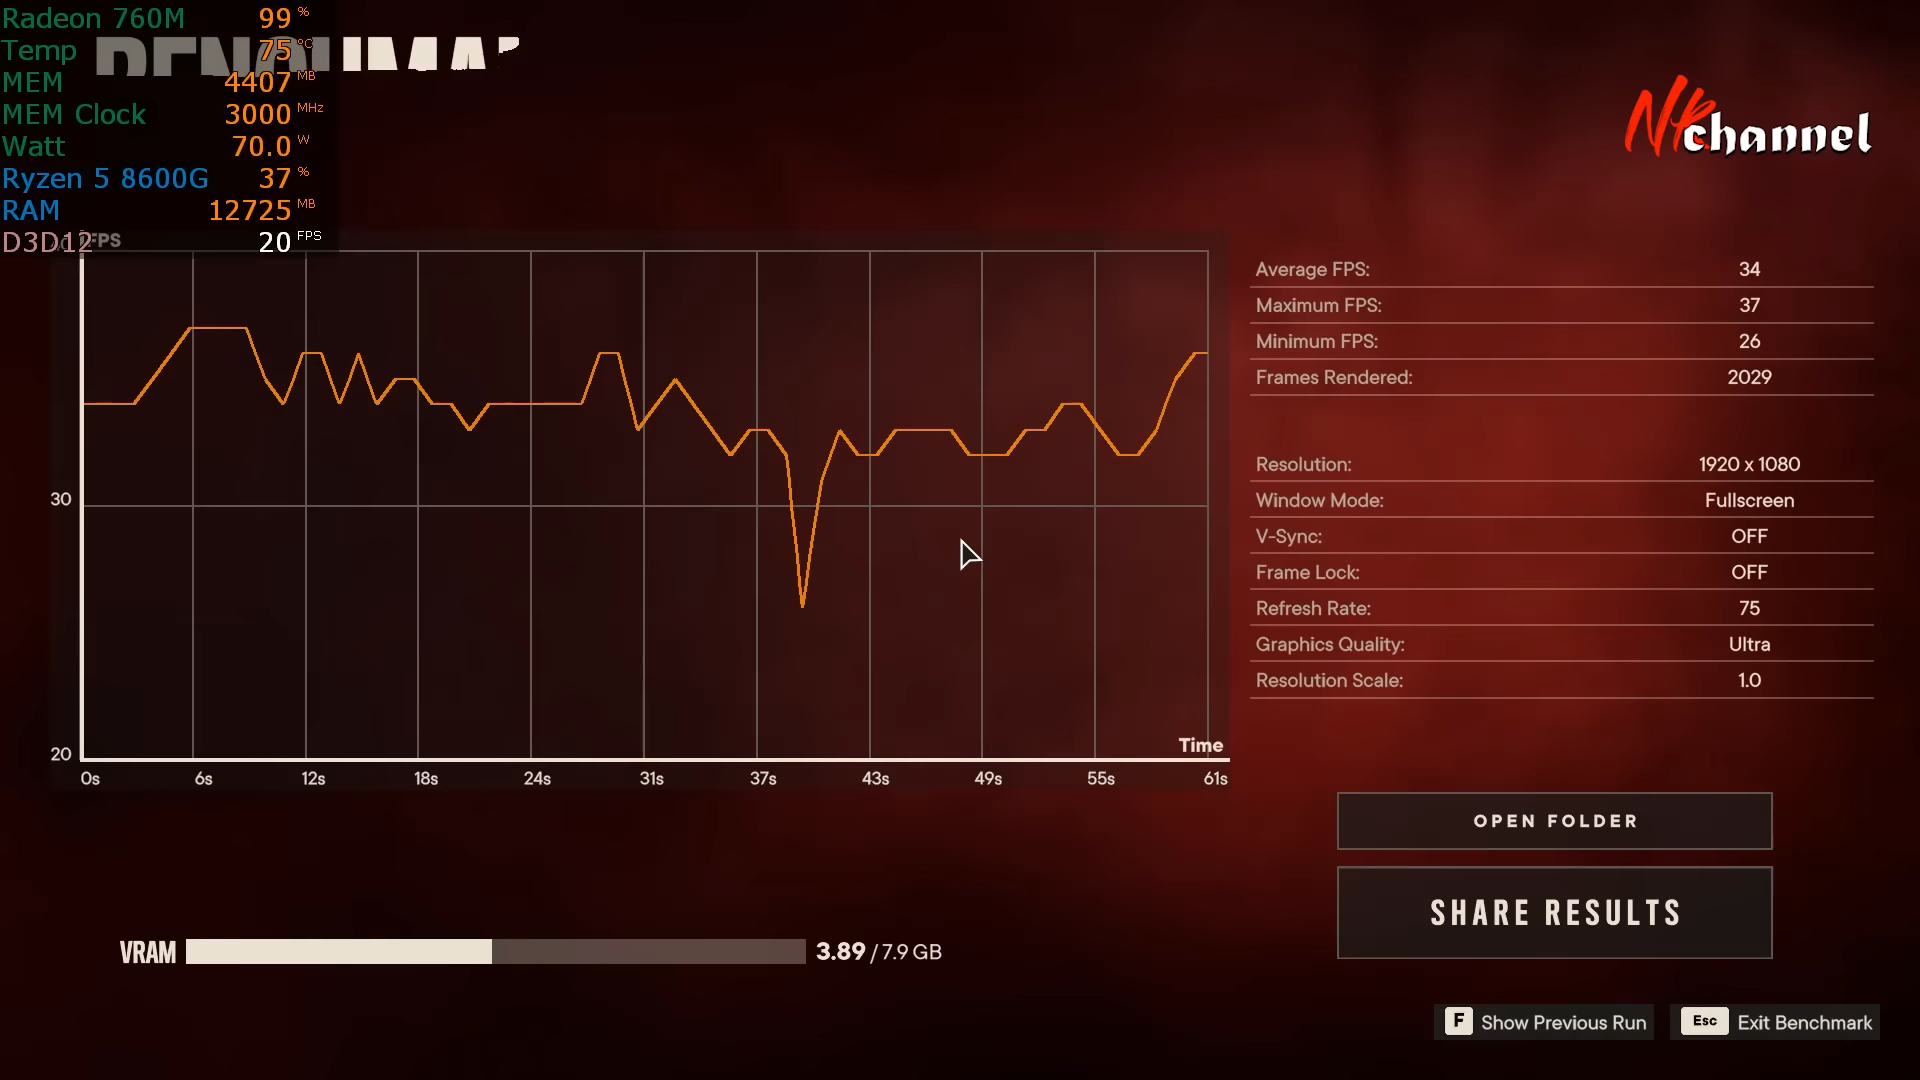 Radeon 760M 99 %
Temp 75 °C
MEM 4407 MB
MEM Clock 3000 MHz
Watt 70.0 W
Ryzen 5 8600G 37 %
RAM 12725 MB
D3D12 20 FPS
FPS
NKchannel
30
20
Time
0s 6s 12s 18s 24s 31s 37s 43s 49s 55s 61s
Average FPS: 34
Maximum FPS: 37
Minimum FPS: 26
Frames Rendered: 2029
Resolution: 1920 x 1080
Window Mode: Fullscreen
V-Sync: OFF
Frame Lock: OFF
Refresh Rate: 75
Graphics Quality: Ultra
Resolution Scale: 1.0
OPEN FOLDER
SHARE RESULTS
VRAM 3.89 / 7.9 GB
F Show Previous Run
Esc Exit Benchmark